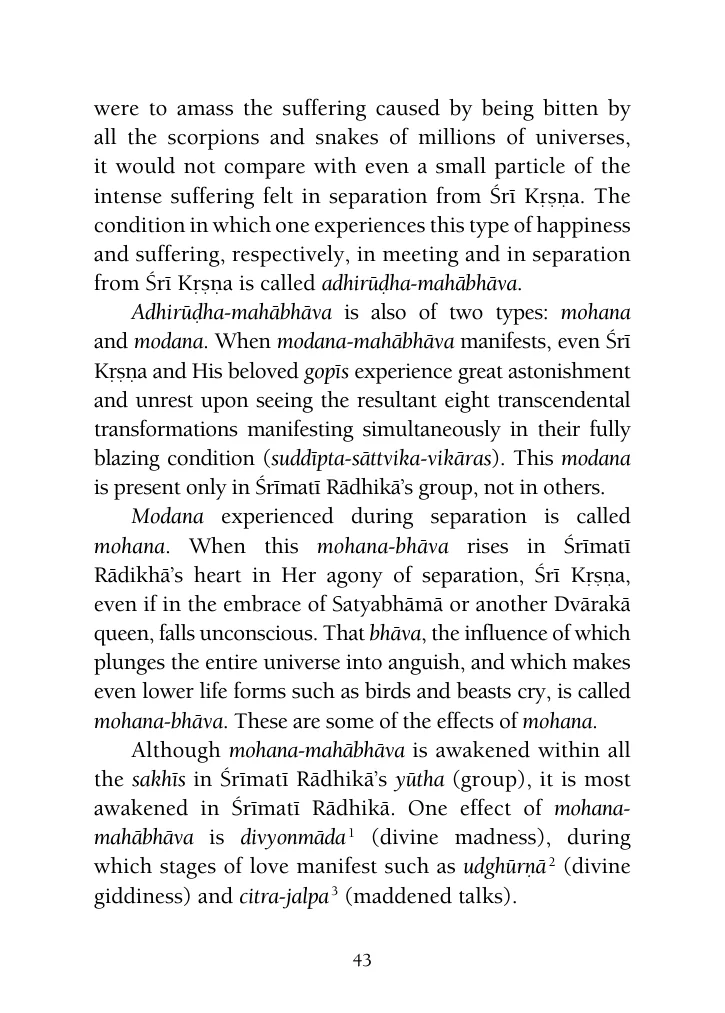 were to amass the suffering caused by being bitten by
all the scorpions and snakes of millions of universes,
it would not compare with even a small particle of the
intense suffering felt in separation from Śrī Kṛṣṇa. The
condition in which one experiences this type of happiness
and suffering, respectively, in meeting and in separation
from Śrī Kṛṣṇa is called adhirūḍha-mahābhāva.
Adhirūḍha-mahābhāva is also of two types: mohana
and modana. When modana-mahābhāva manifests, even Śrī
Kṛṣṇa and His beloved gopīs experience great astonishment
and unrest upon seeing the resultant eight transcendental
transformations manifesting simultaneously in their fully
blazing condition (suddīpta-sāttvika-vikāras). This modana
is present only in Śrīmatī Rādhikā’s group, not in others.
Modana experienced during separation is called
mohana. When this mohana-bhāva rises in Śrīmatī
Rādikhā’s heart in Her agony of separation, Śrī Kṛṣṇa,
even if in the embrace of Satyabhāmā or another Dvārakā
queen, falls unconscious. That bhāva, the influence of which
plunges the entire universe into anguish, and which makes
even lower life forms such as birds and beasts cry, is called
mohana-bhāva. These are some of the effects of mohana.
Although mohana-mahābhāva is awakened within all
the sakhīs in Śrīmatī Rādhikā’s yūtha (group), it is most
awakened in Śrīmatī Rādhikā. One effect of mohana-
mahābhāva is divyonmāda¹ (divine madness), during
which stages of love manifest such as udghūrṇā² (divine
giddiness) and citra-jalpa³ (maddened talks).
43